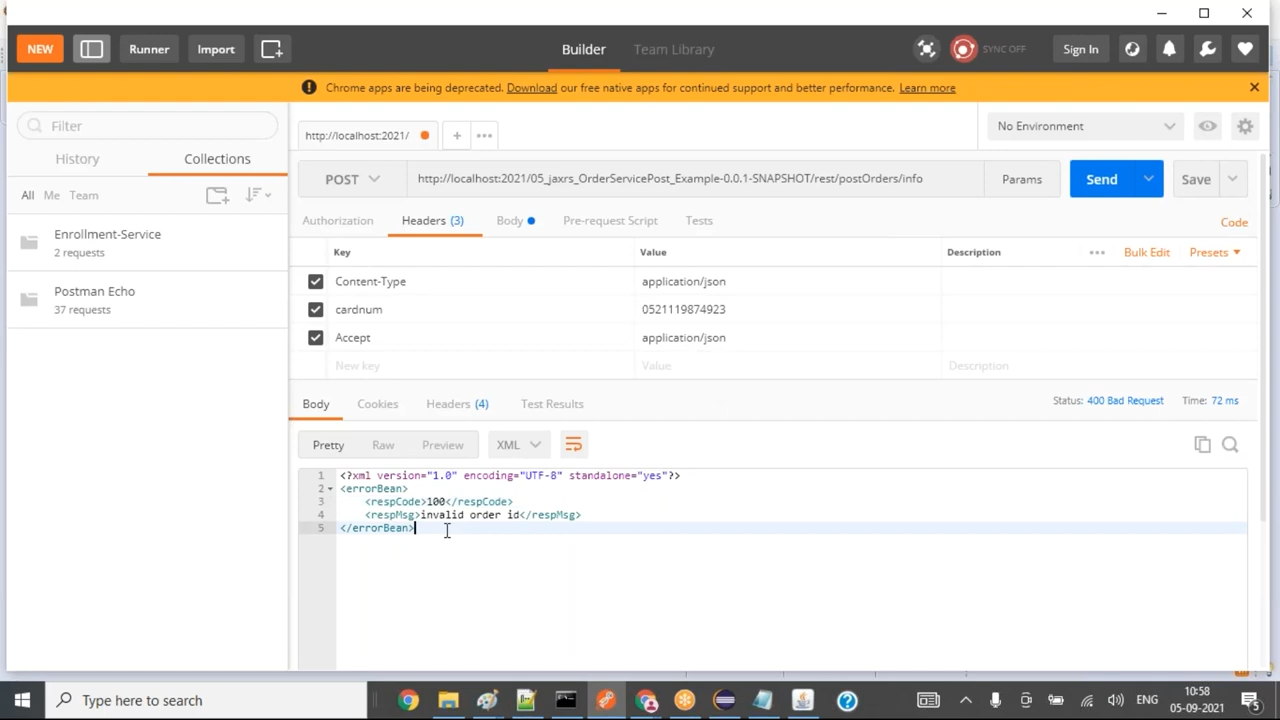 NEW Runner Import Builder Team Library SYNC OFF Sign In
! Chrome apps are being deprecated. Download our free native apps for continued support and better performance. Learn more
Filter
History Collections
All Me Team
Enrollment-Service
2 requests
Postman Echo
37 requests
http://localhost:2021/
No Environment
POST http://localhost:2021/05_jaxrs_OrderServicePost_Example-0.0.1-SNAPSHOT/rest/postOrders/info Params Send Save
Authorization Headers (3) Body Pre-request Script Tests Code
Key Value Description Bulk Edit Presets
Content-Type application/json
cardnum 0521119874923
Accept application/json
New key Value Description
Body Cookies Headers (4) Test Results Status: 400 Bad Request Time: 72 ms
Pretty Raw Preview XML
1 <?xml version="1.0" encoding="UTF-8" standalone="yes"?>
2 <errorBean>
3 <respCode>100</respCode>
4 <respMsg>invalid order id</respMsg>
5 </errorBean>
Type here to search
ENG
10:58
05-09-2021
5